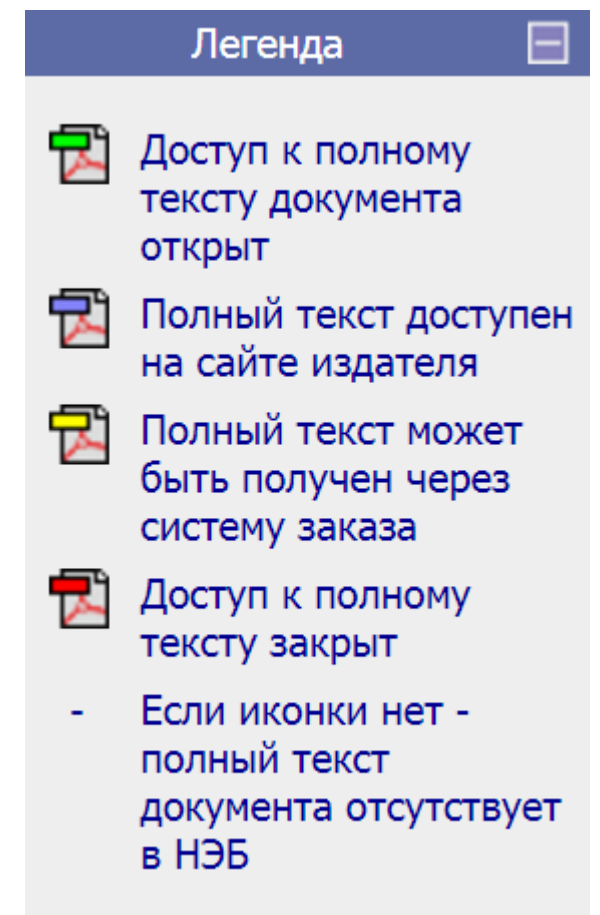 Легенда
Доступ к полному
тексту документа
открыт
Полный текст доступен
на сайте издателя
Полный текст может
быть получен через
систему заказа
Доступ к полному
тексту закрыт
- Если иконки нет -
полный текст
документа отсутствует
в НЭБ